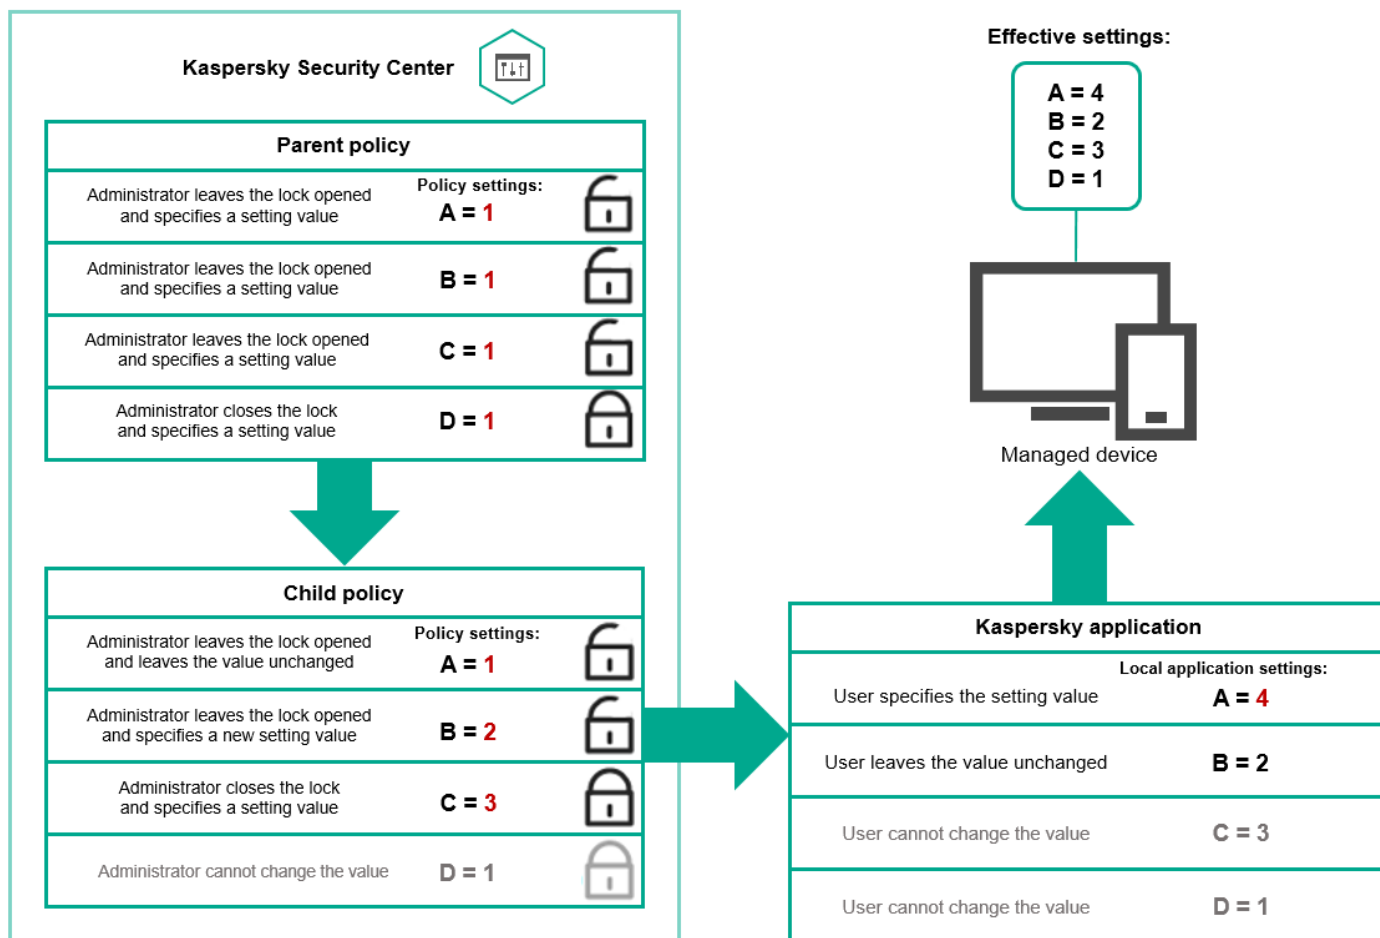 Kaspersky Security Center
Parent policy
Administrator leaves the lock opened
and specifies a setting value
Policy settings:
A = 1
Administrator leaves the lock opened
and specifies a setting value
B = 1
Administrator leaves the lock opened
and specifies a setting value
C = 1
Administrator closes the lock
and specifies a setting value
D = 1
Child policy
Administrator leaves the lock opened
and leaves the value unchanged
Policy settings:
A = 1
Administrator leaves the lock opened
and specifies a new setting value
B = 2
Administrator closes the lock
and specifies a setting value
C = 3
Administrator cannot change the value
D = 1
Effective settings:
A = 4
B = 2
C = 3
D = 1
Managed device
Kaspersky application
Local application settings:
User specifies the setting value
A = 4
User leaves the value unchanged
B = 2
User cannot change the value
C = 3
User cannot change the value
D = 1